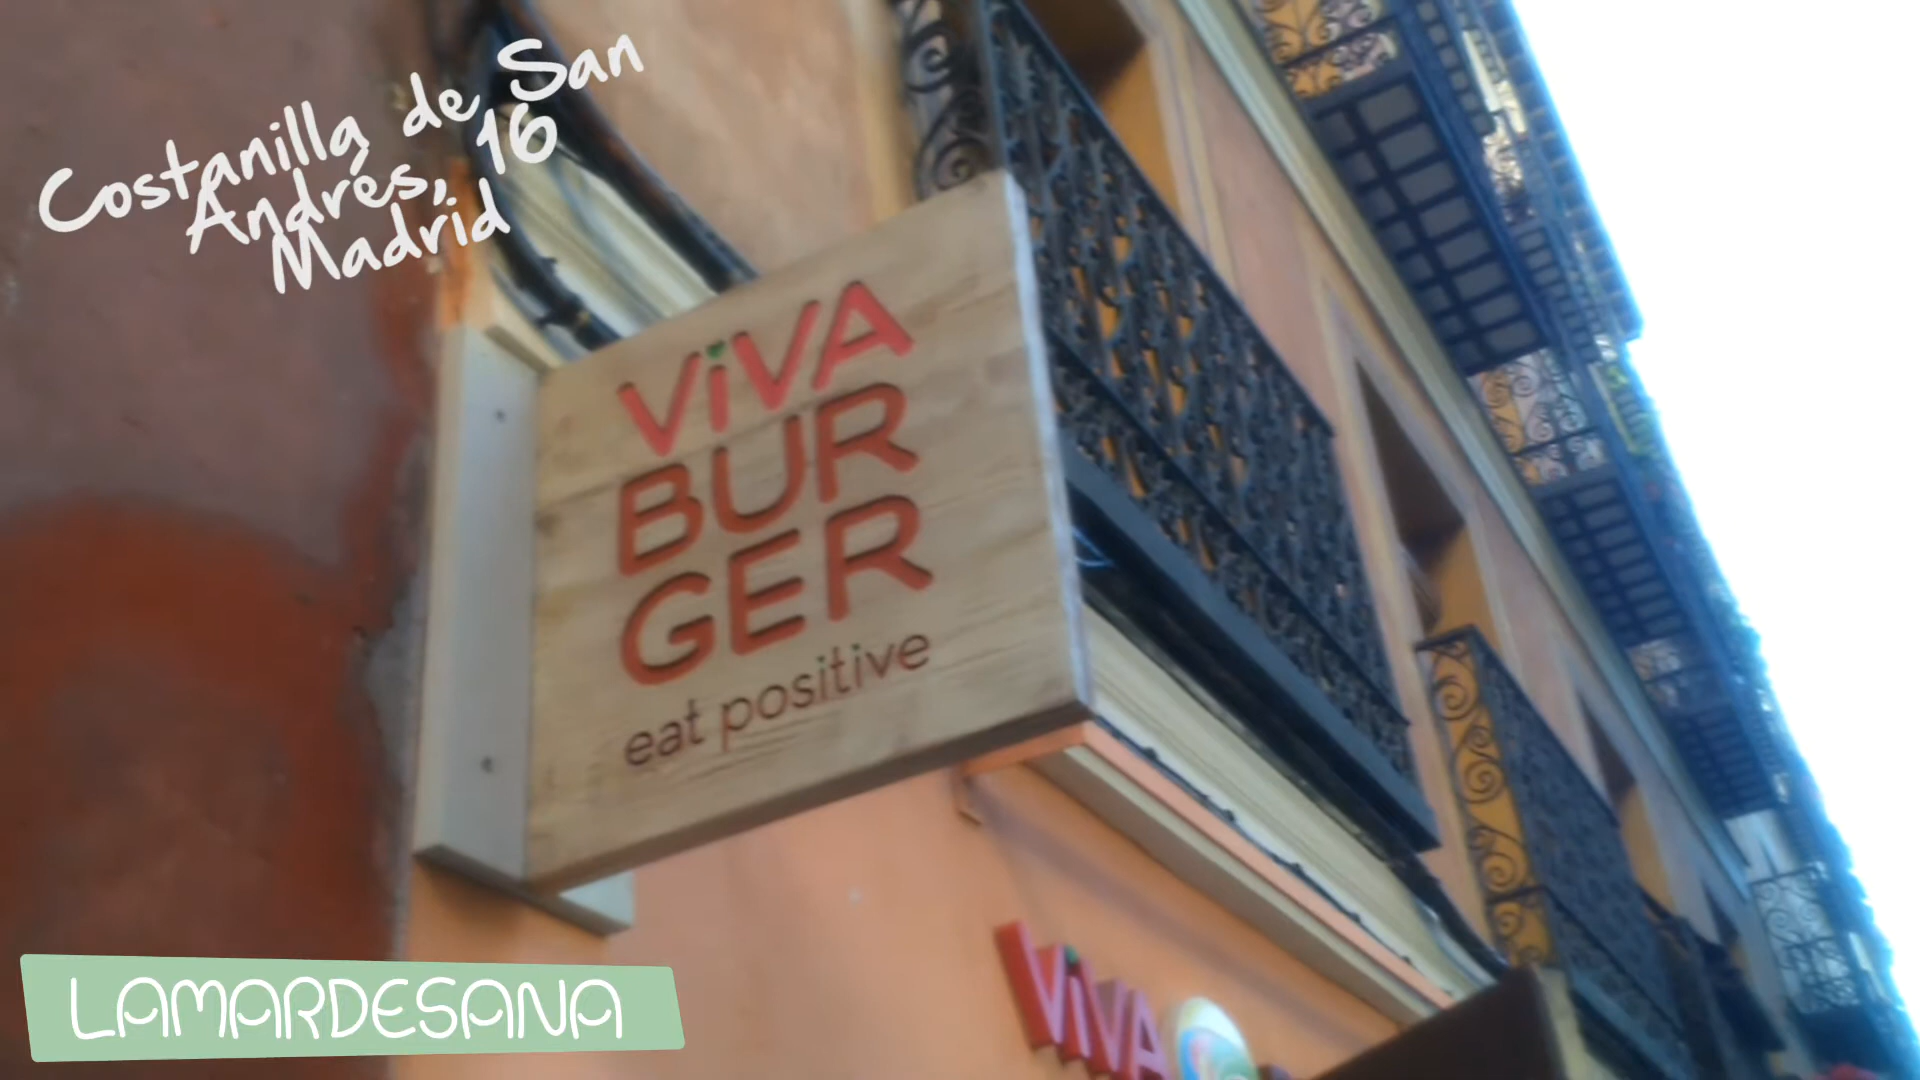 Costanilla de San
Andrés, 16
Madrid
ViVA
BUR
GER
eat positive
ViVA
LAMARDESANA